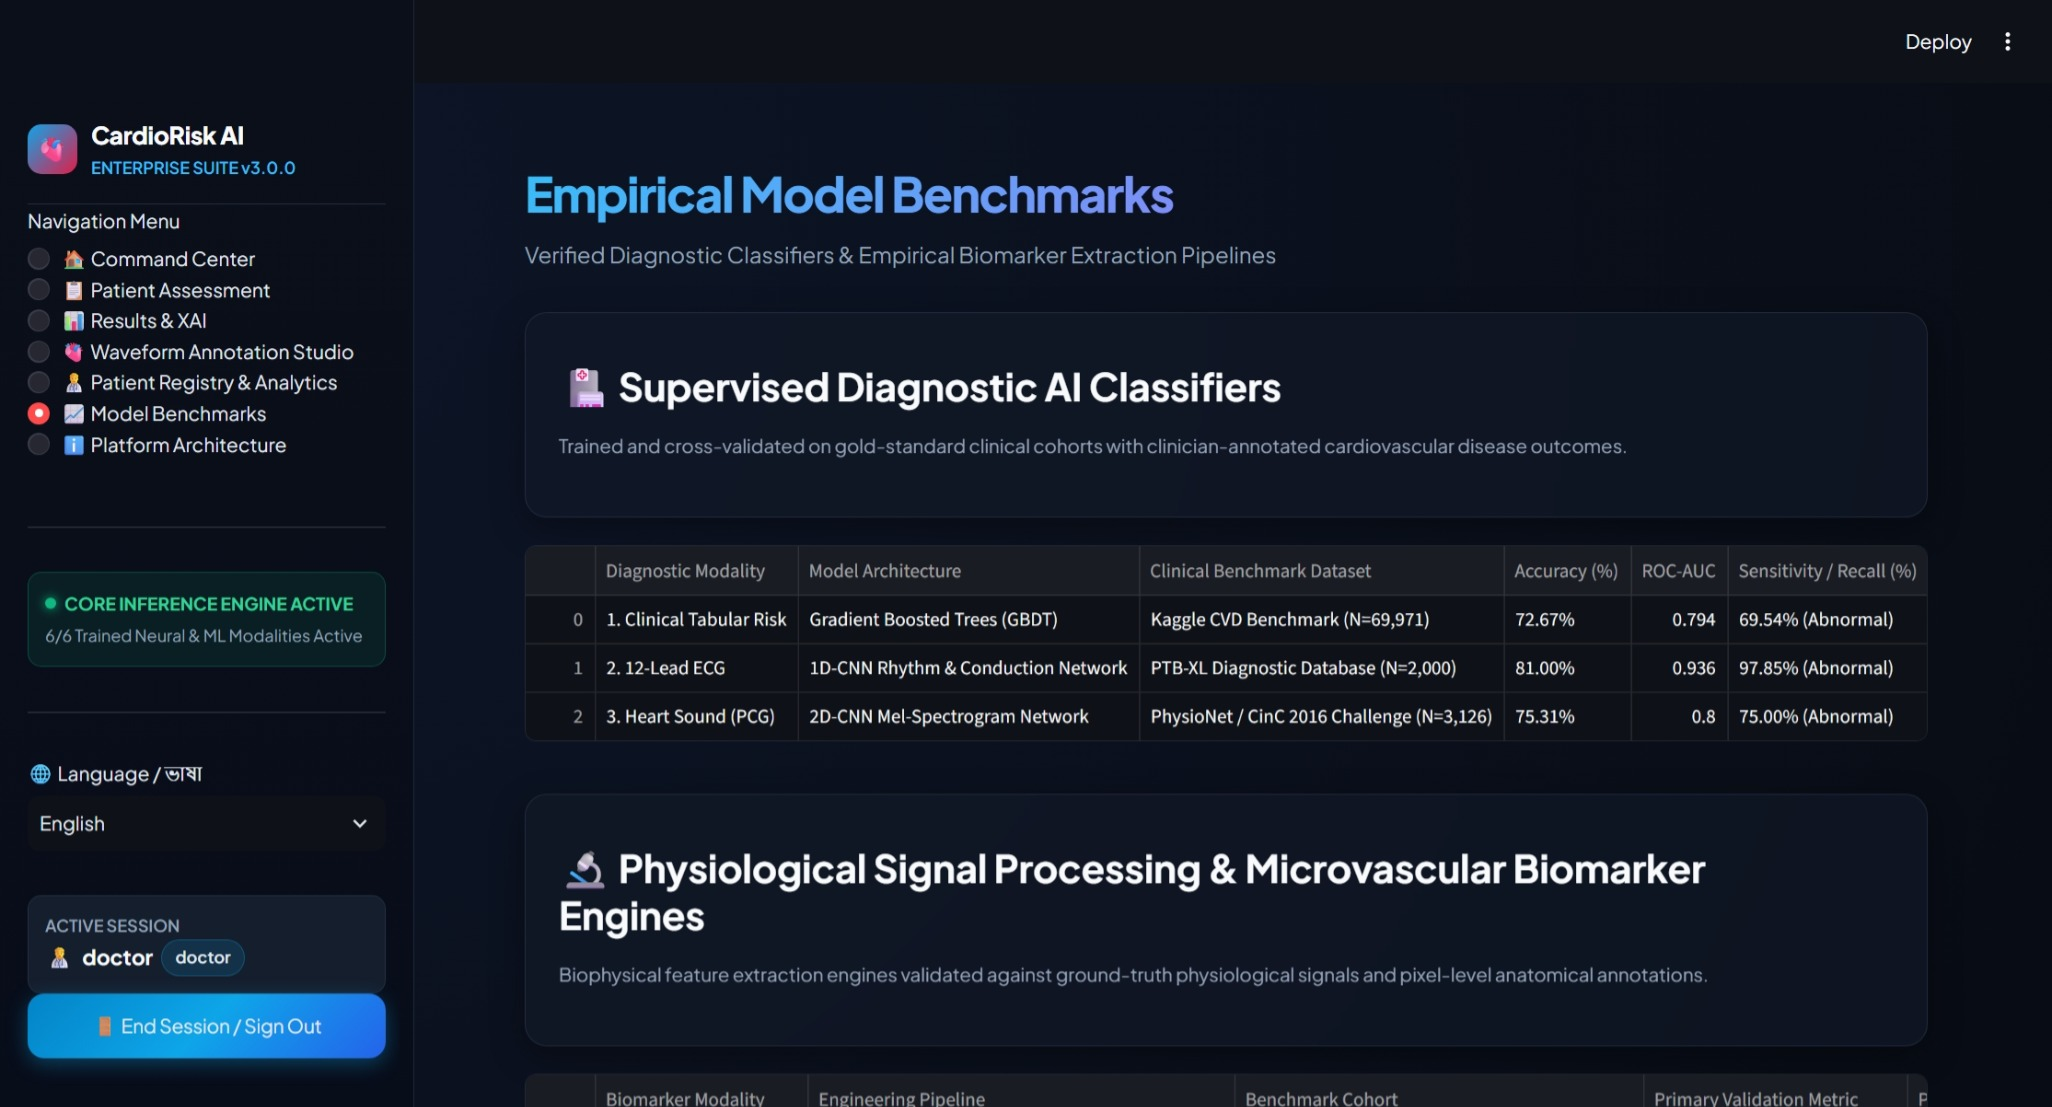 Deploy
CardioRisk AI
ENTERPRISE SUITE v3.0.0
Navigation Menu
Command Center
Patient Assessment
Results & XAI
Waveform Annotation Studio
Patient Registry & Analytics
Model Benchmarks
Platform Architecture
CORE INFERENCE ENGINE ACTIVE
6/6 Trained Neural & ML Modalities Active
Language / ভাষা
English
ACTIVE SESSION
doctor doctor
End Session / Sign Out
Empirical Model Benchmarks
Verified Diagnostic Classifiers & Empirical Biomarker Extraction Pipelines
Supervised Diagnostic AI Classifiers
Trained and cross-validated on gold-standard clinical cohorts with clinician-annotated cardiovascular disease outcomes.
Diagnostic Modality Model Architecture Clinical Benchmark Dataset Accuracy (%) ROC-AUC Sensitivity / Recall (%)
0 1. Clinical Tabular Risk Gradient Boosted Trees (GBDT) Kaggle CVD Benchmark (N=69,971) 72.67% 0.794 69.54% (Abnormal)
1 2. 12-Lead ECG 1D-CNN Rhythm & Conduction Network PTB-XL Diagnostic Database (N=2,000) 81.00% 0.936 97.85% (Abnormal)
2 3. Heart Sound (PCG) 2D-CNN Mel-Spectrogram Network PhysioNet / CinC 2016 Challenge (N=3,126) 75.31% 0.8 75.00% (Abnormal)
Physiological Signal Processing & Microvascular Biomarker
Engines
Biophysical feature extraction engines validated against ground-truth physiological signals and pixel-level anatomical annotations.
Biomarker Modality Engineering Pipeline Benchmark Cohort Primary Validation Metric